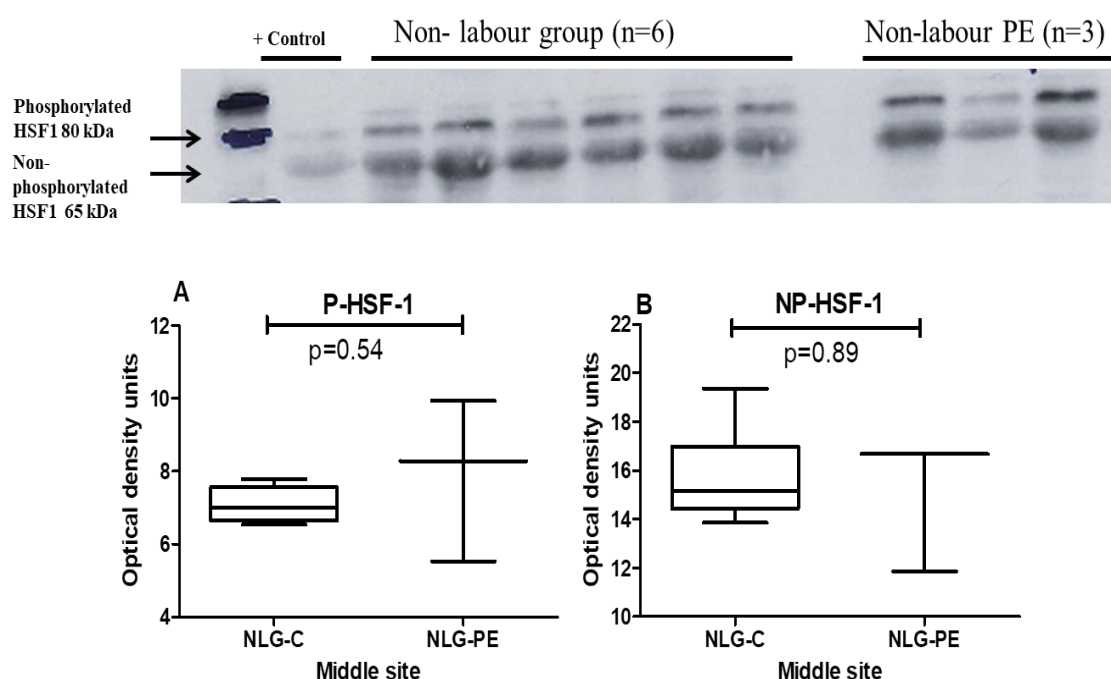 + Control
Non- labour group (n=6)
Non-labour PE (n=3)
Phosphorylated
HSF1 80 kDa
Non-
phosphorylated
HSF1 65 kDa
A
P-HSF-1
p=0.54
Optical density units
12
10
8
6
4
NLG-C
NLG-PE
Middle site
B
NP-HSF-1
p=0.89
Optical density units
22
20
18
16
14
12
10
NLG-C
NLG-PE
Middle site